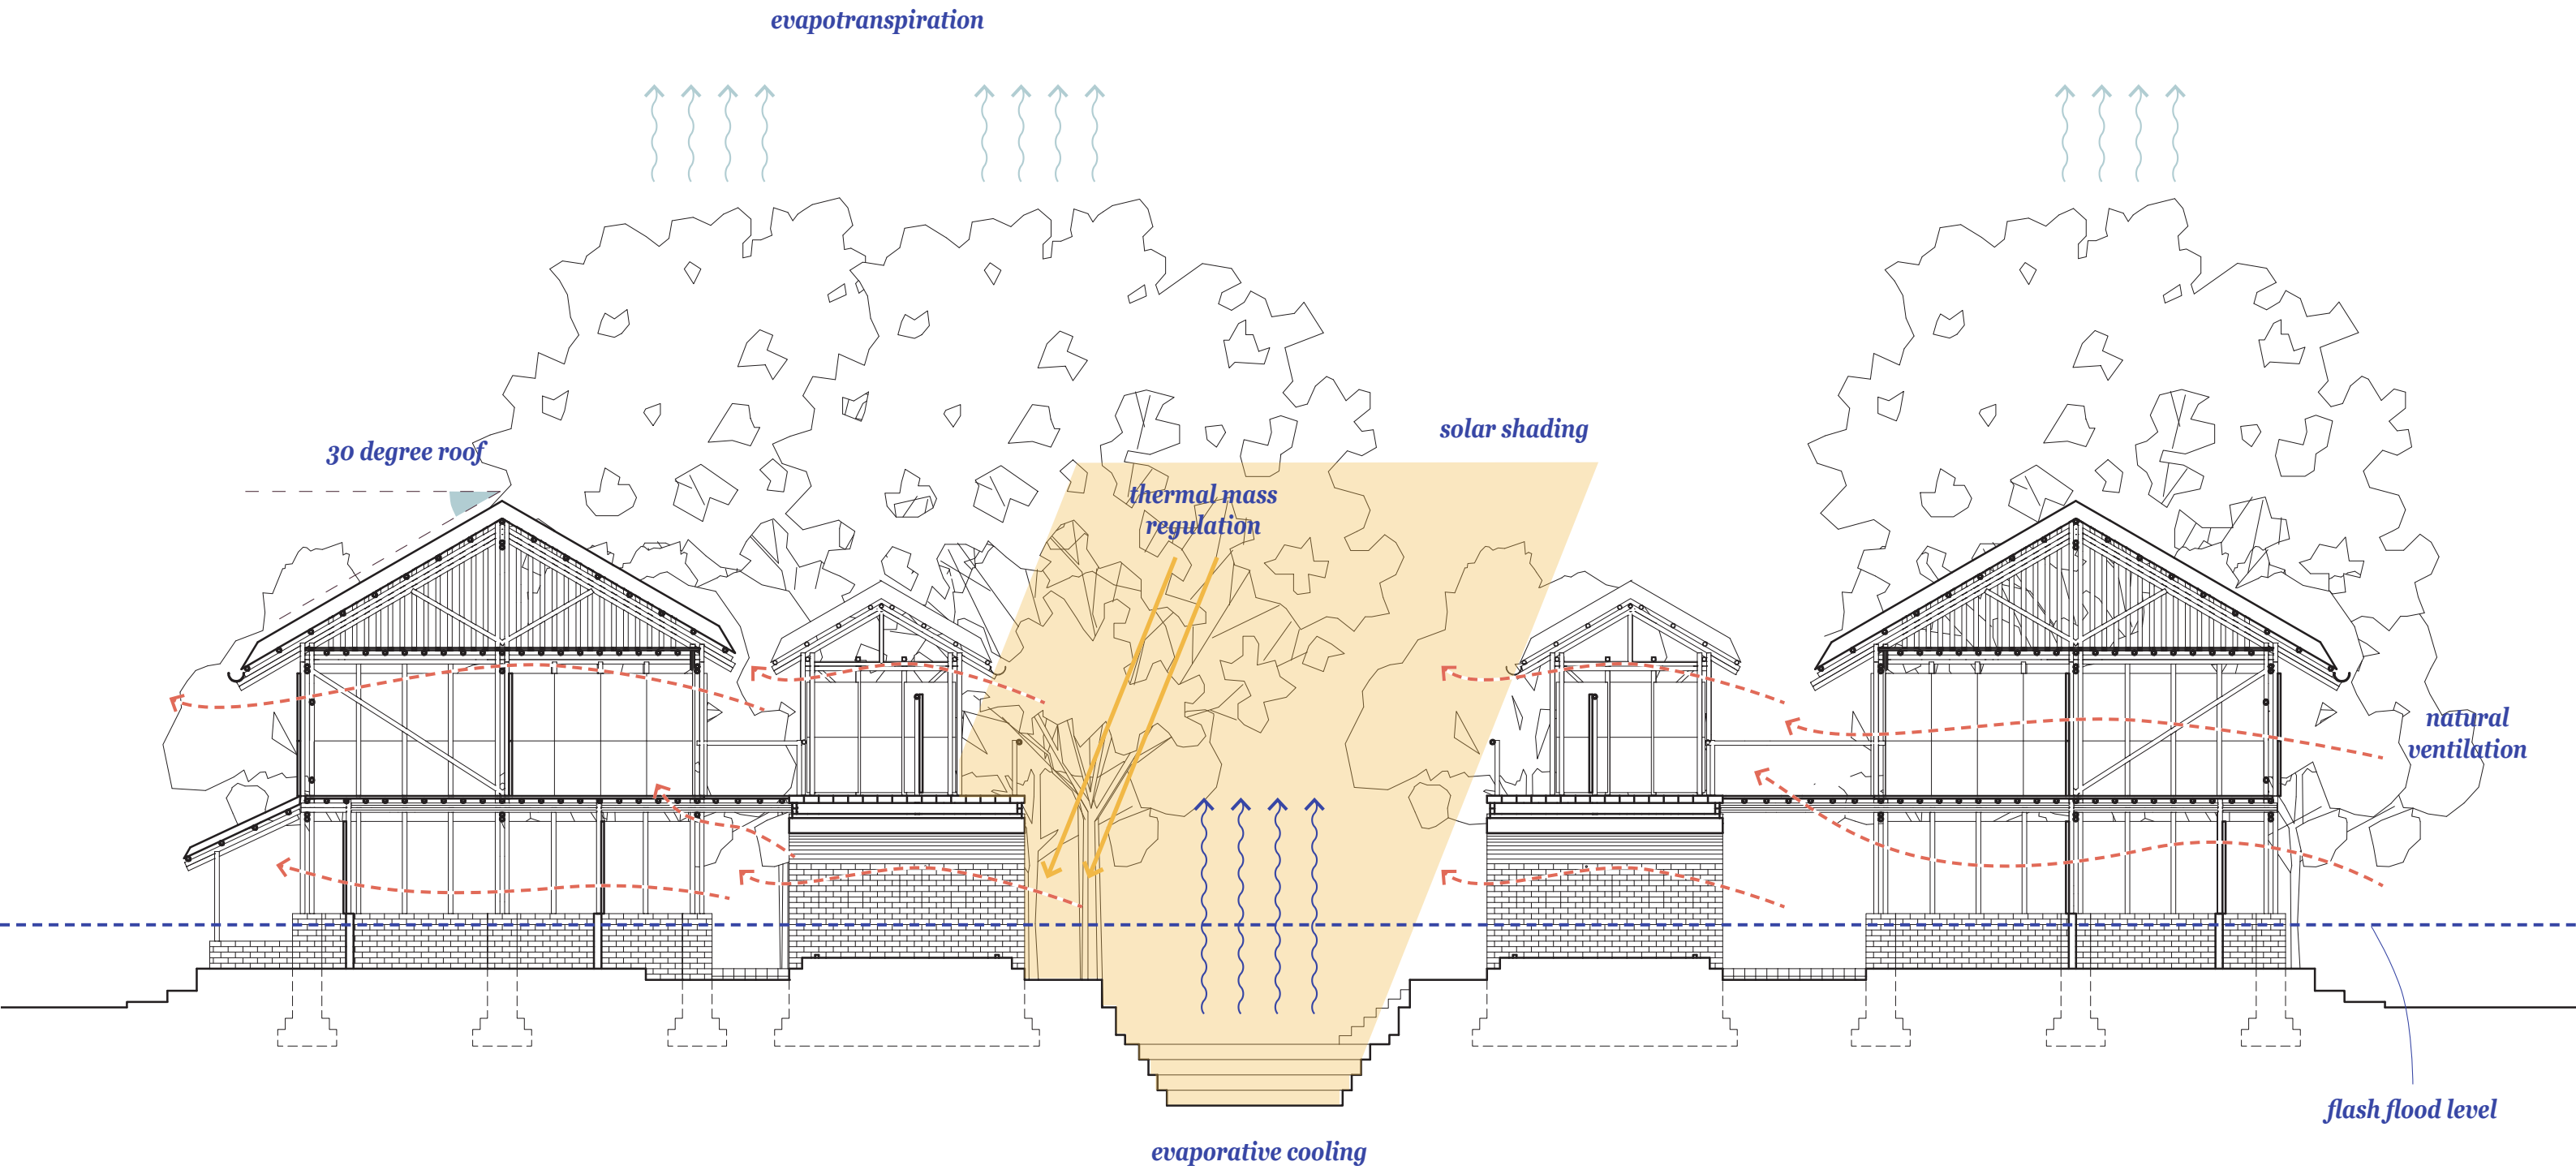 evapotranspiration
solar shading
30 degree roof
thermal mass
regulation
natural
ventilation
flash flood level
evaporative cooling